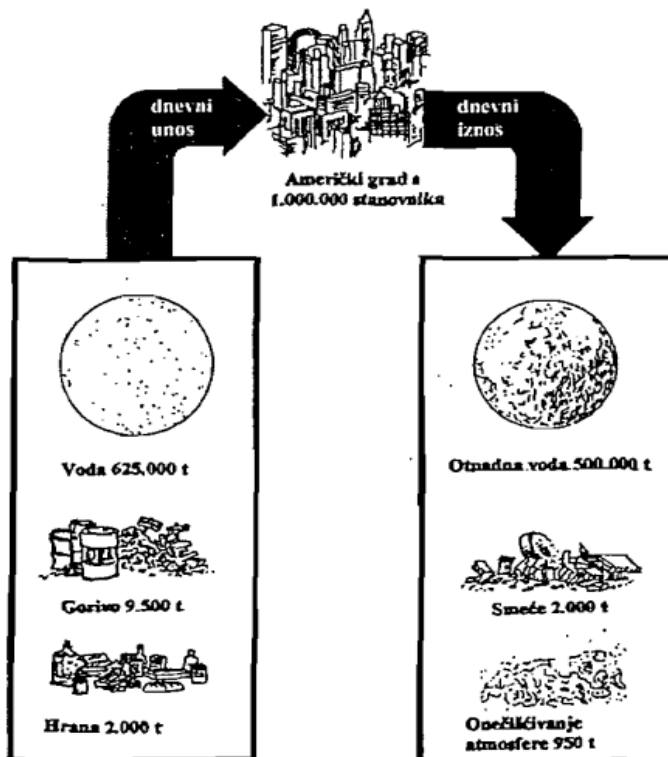 dnevni
unos
dnevni
iznos
Američki grad s
1.000.000 stanovnika
Voda 625.000 t
Gorivo 9.500 t
Hrana 2.000 t
Otpadna voda 500.000 t
Smeće 2.000 t
Onečišćivanje
atmosfere 950 t